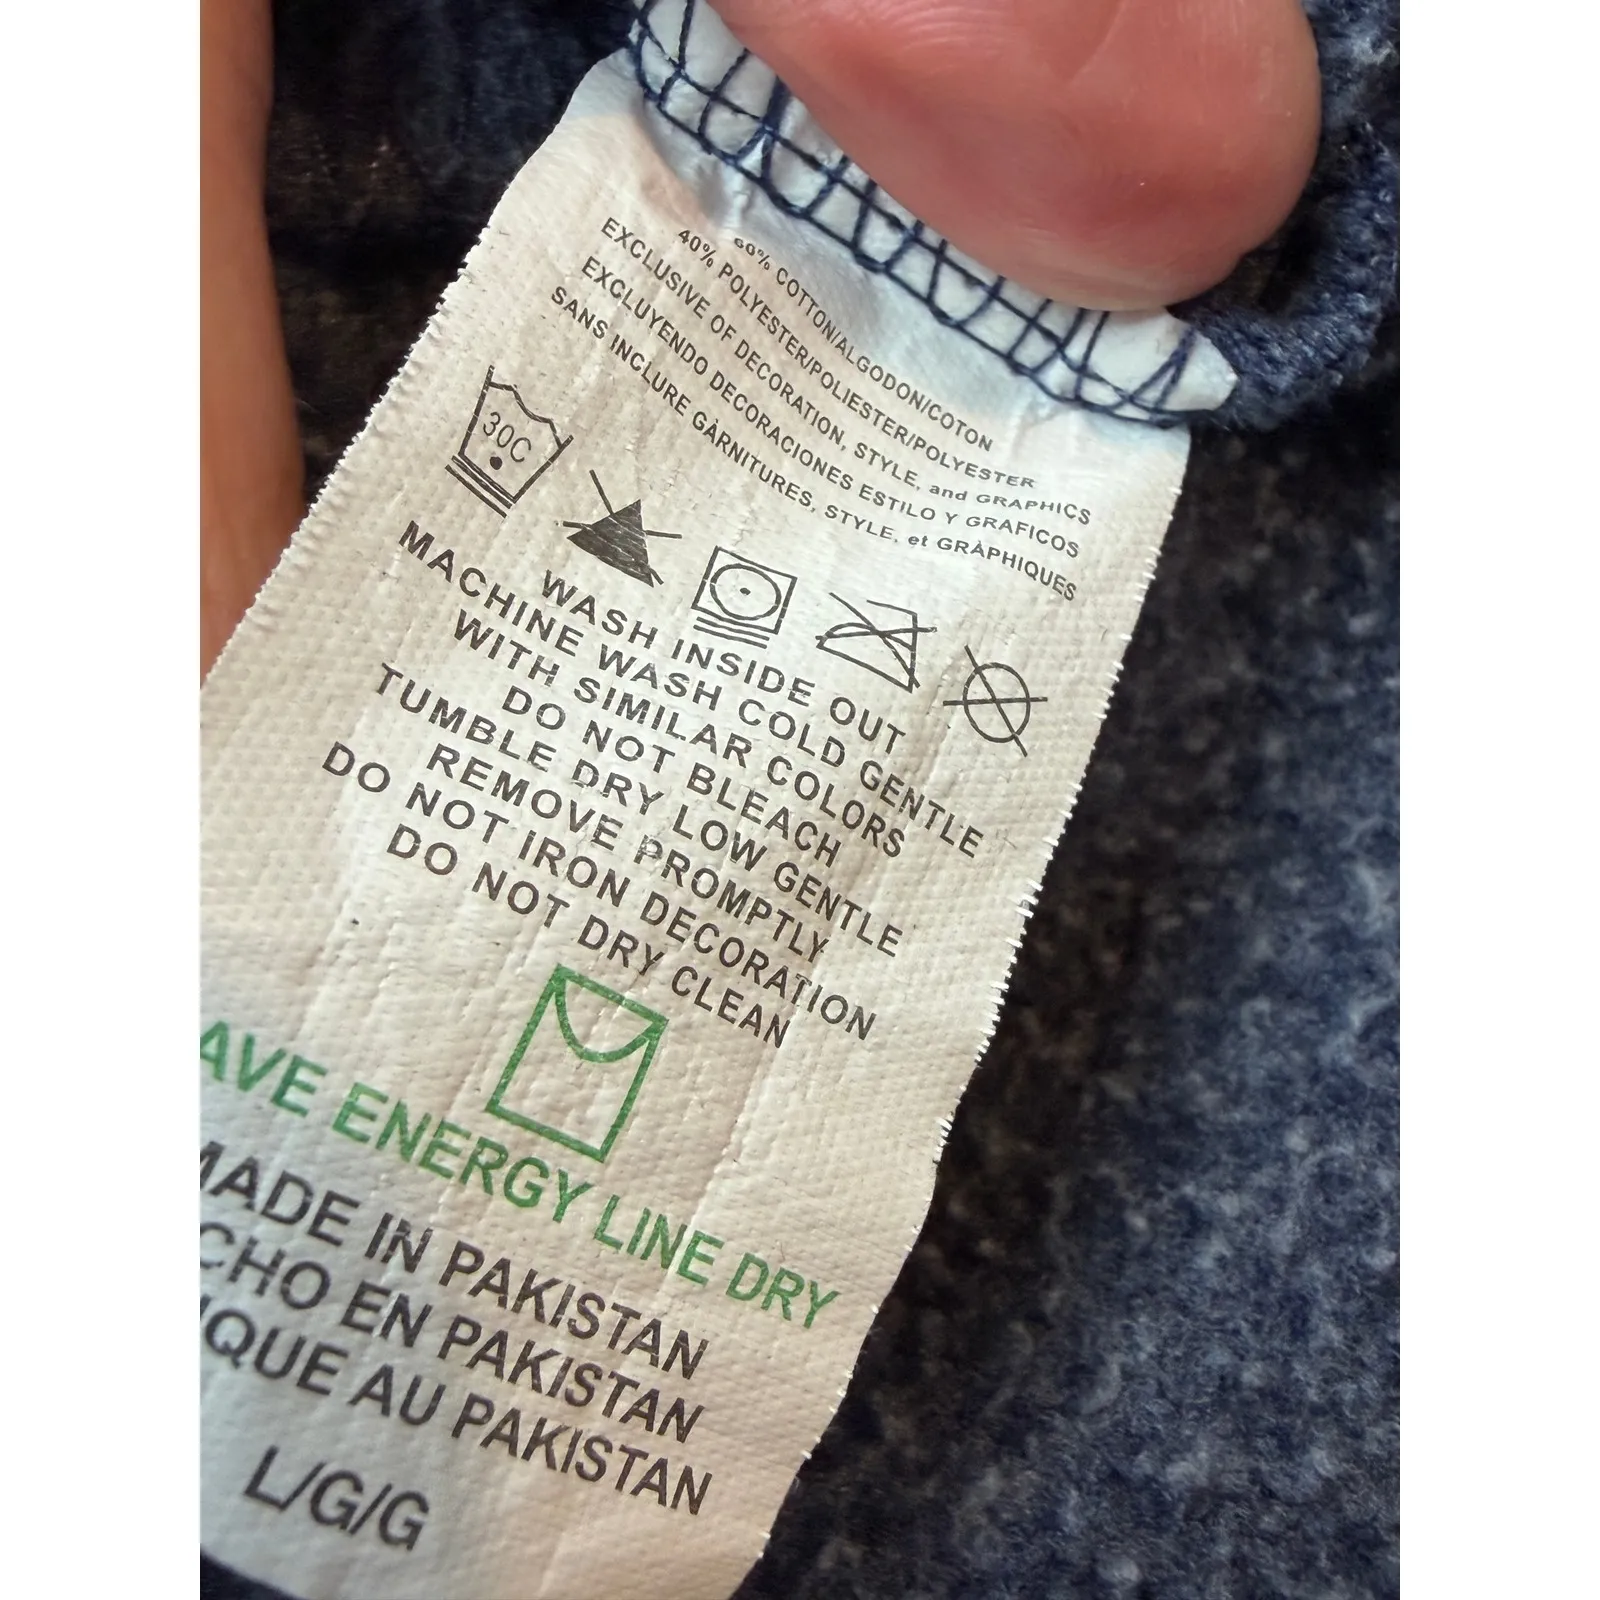 60% COTTON/ALGODON/COTON
40% POLYESTER/POLIESTER/POLYESTER
EXCLUSIVE OF DECORATION, STYLE, and GRAPHICS
EXCLUYENDO DECORACIONES ESTILO Y GRAFICOS
SANS INCLURE GÀRNITURES, STYLE, et GRÀPHIQUES
30C
WASH INSIDE OUT
MACHINE WASH COLD GENTLE
WITH SIMILAR COLORS
DO NOT BLEACH
TUMBLE DRY LOW GENTLE
REMOVE PROMPTLY
DO NOT IRON DECORATION
DO NOT DRY CLEAN
AVE ENERGY LINE DRY
MADE IN PAKISTAN
CHO EN PAKISTAN
IQUE AU PAKISTAN
L/G/G